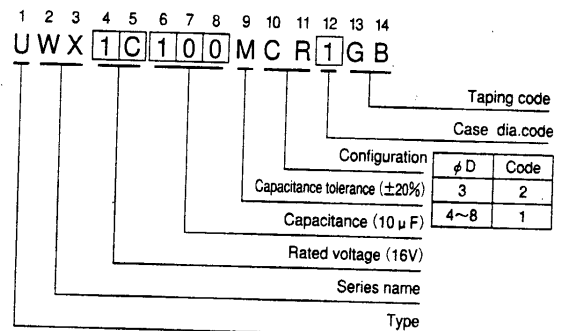 1 2 3 4 5 6 7 8 9 10 11 12 13 14
U W X 1 C 1 0 0 M C R 1 G B
Taping code
Case dia.code
Configuration
φ D Code
3 2
4~8 1
Capacitance tolerance (±20%)
Capacitance (10 μ F)
Rated voltage (16V)
Series name
Type